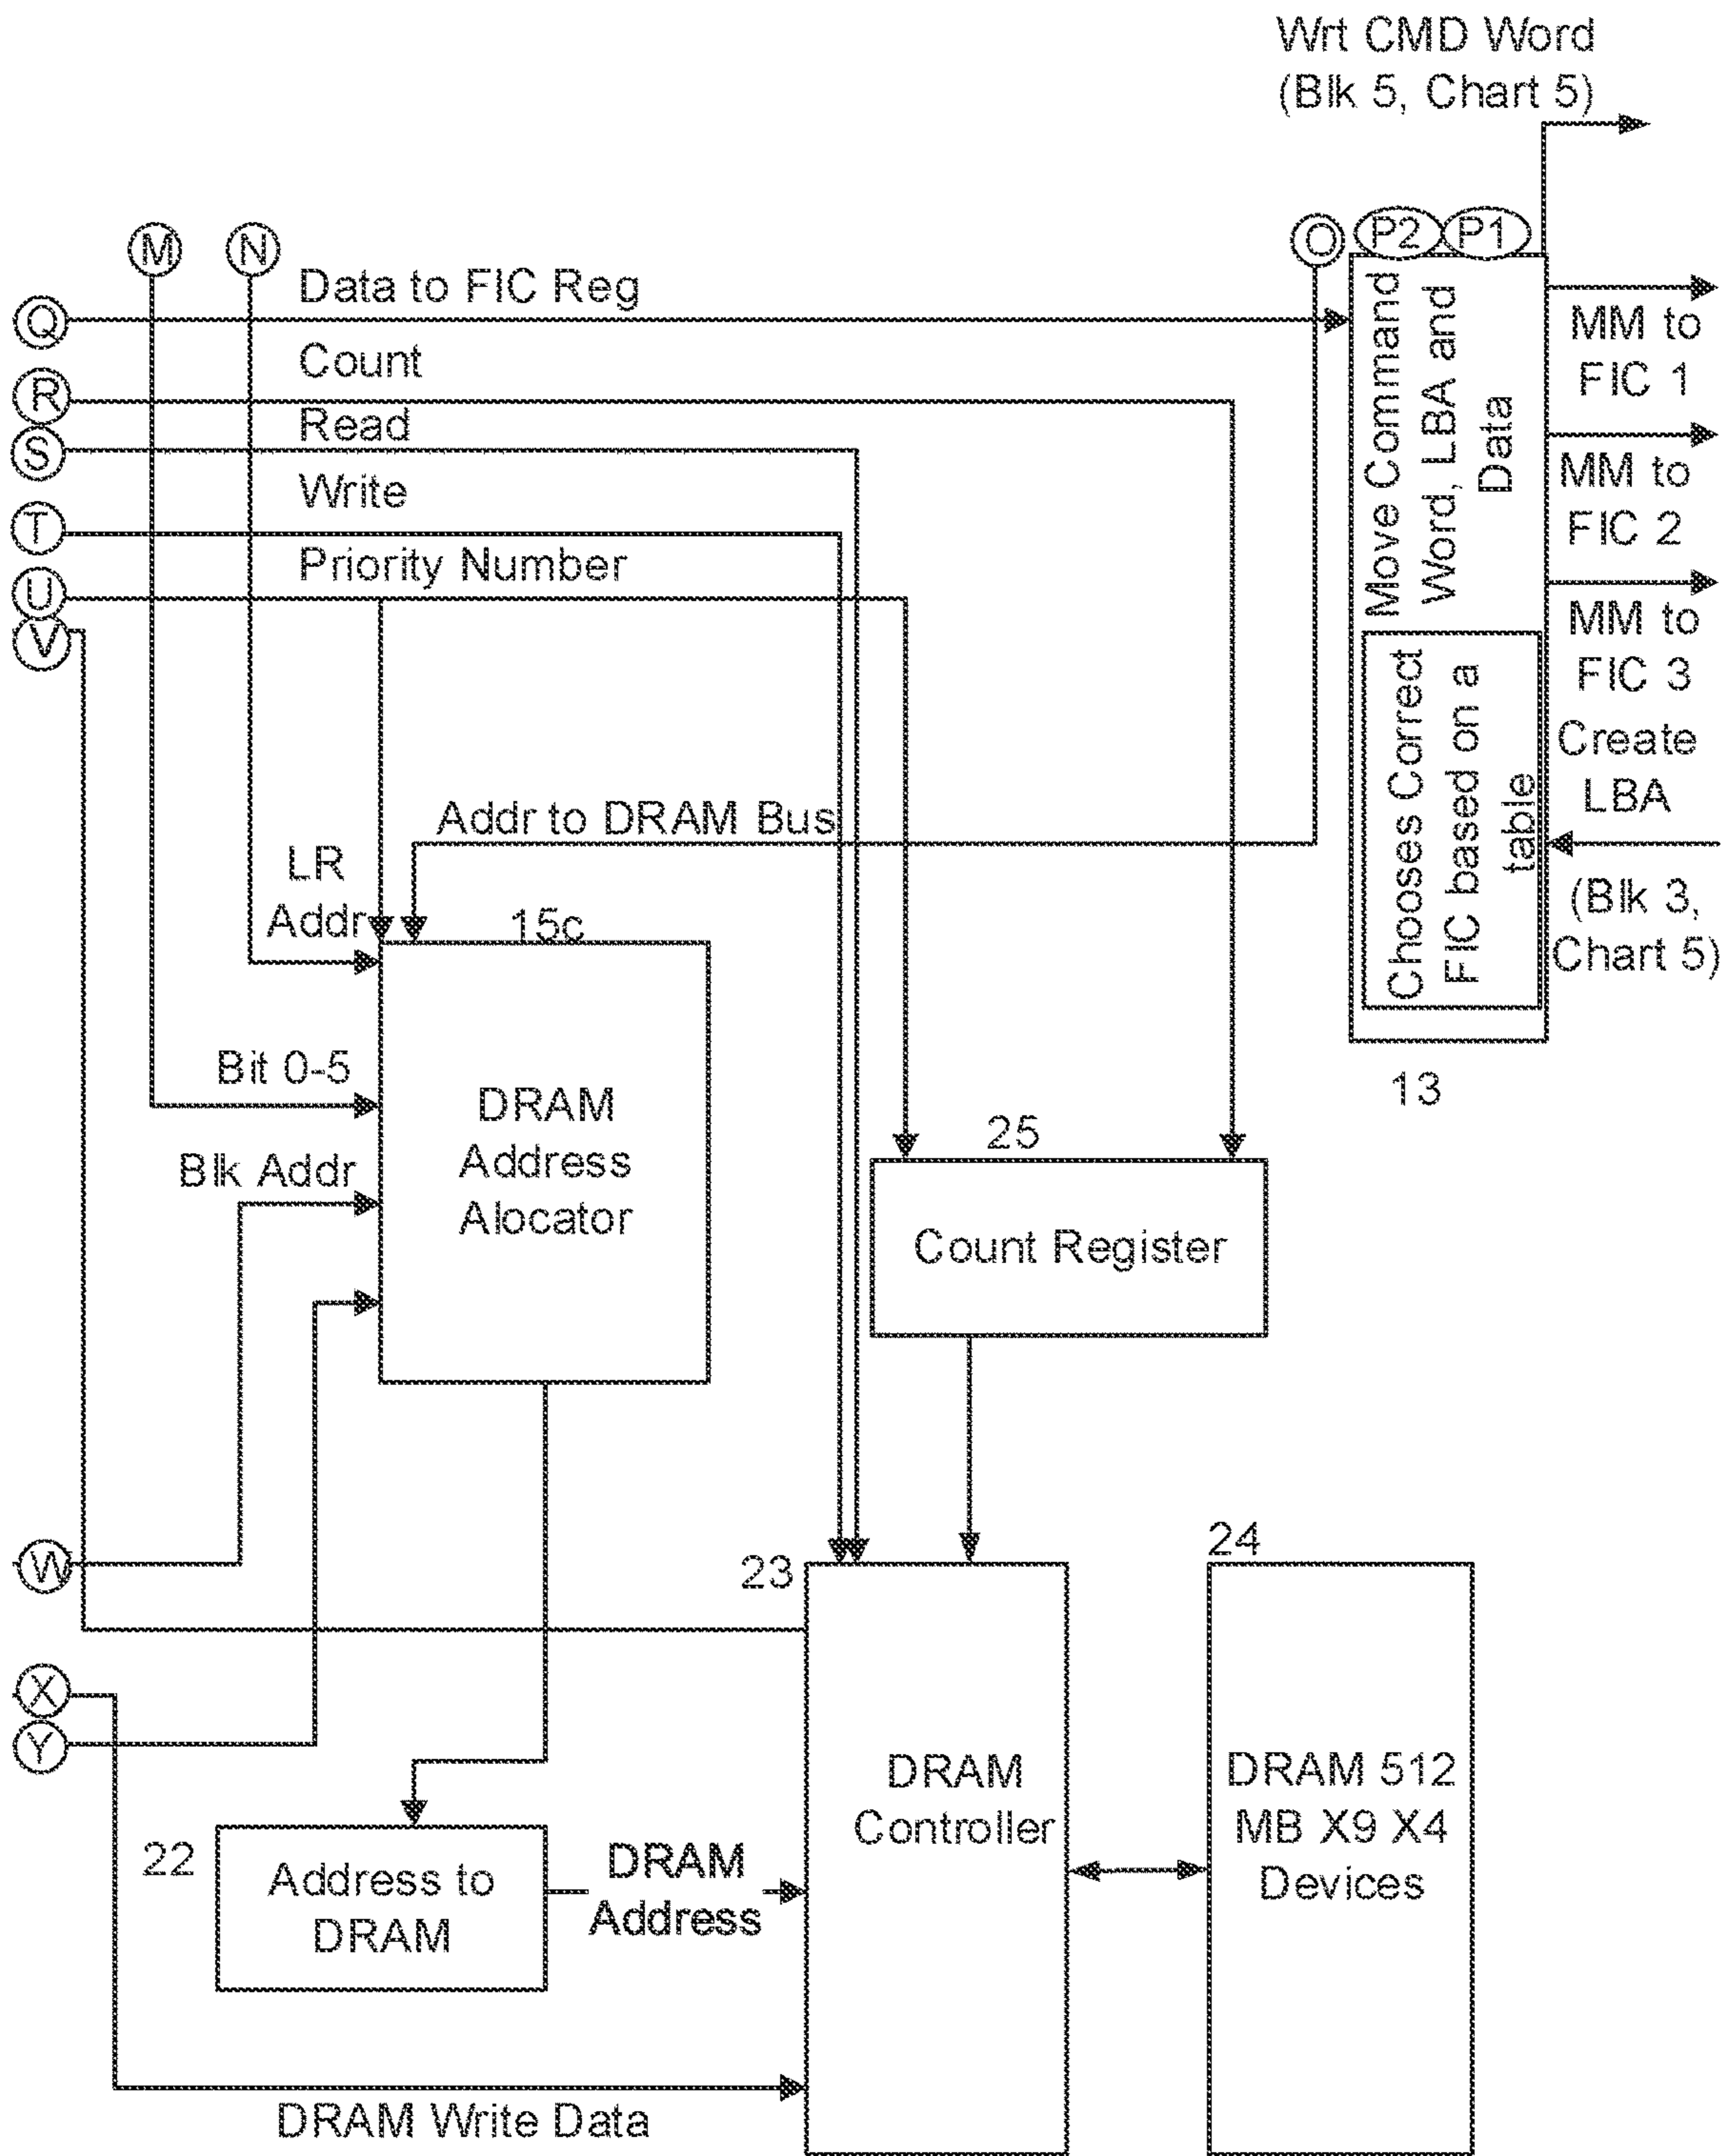 Wrt CMD Word
(Blk 5, Chart 5)
M
N
O
P2
P1
Data to FIC Reg
Q
Count
R
Read
S
Write
T
Priority Number
U
V
Move Command
Word, LBA and
Data
Chooses Correct
FIC based on a
table
MM to
FIC 1
MM to
FIC 2
MM to
FIC 3
Create
LBA
(Blk 3,
Chart 5)
13
Addr to DRAM Bus
LR
Addr
15c
Bit 0-5
Blk Addr
DRAM
Address
Alocator
25
Count Register
W
23
24
X
Y
DRAM
Controller
DRAM 512
MB X9 X4
Devices
22
Address to
DRAM
DRAM
Address
DRAM Write Data